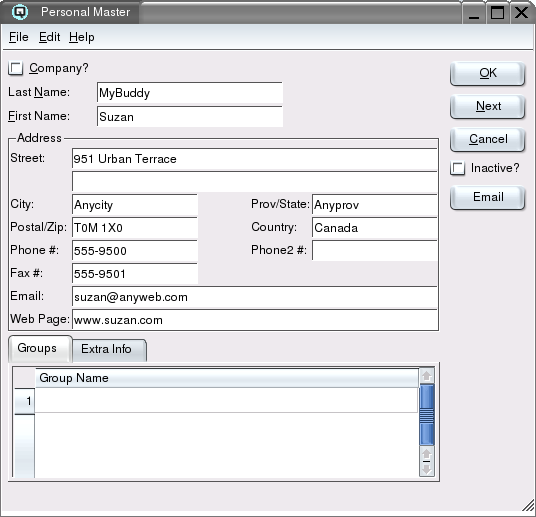 Personal Master
File Edit Help
Company?
OK
Last Name: MyBuddy
Next
First Name: Suzan
Address
Cancel
Street: 951 Urban Terrace
Inactive?
City: Anycity Prov/State: Anyprov
Email
Postal/Zip: T0M 1X0 Country: Canada
Phone #: 555-9500 Phone2 #:
Fax #: 555-9501
Email: suzan@anyweb.com
Web Page: www.suzan.com
Groups Extra Info
Group Name
1